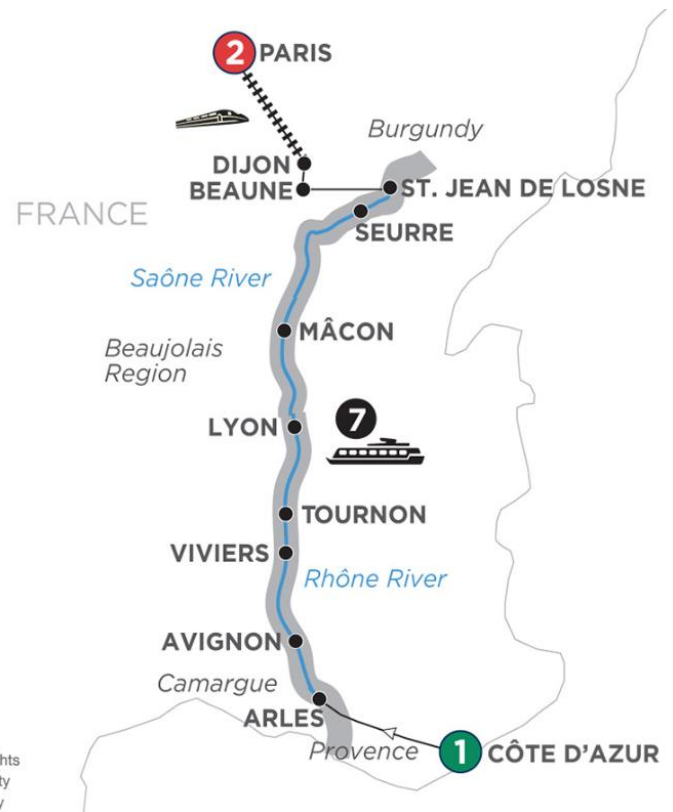 2 PARIS
Burgundy
DIJON
BEAUNE
ST. JEAN DE LOSNE
FRANCE
SEURRE
Saône River
MÂCON
Beaujolais
Region
7
LYON
TOURNON
VIVIERS
Rhône River
AVIGNON
Camargue
ARLES
Provence
1 CÔTE D'AZUR